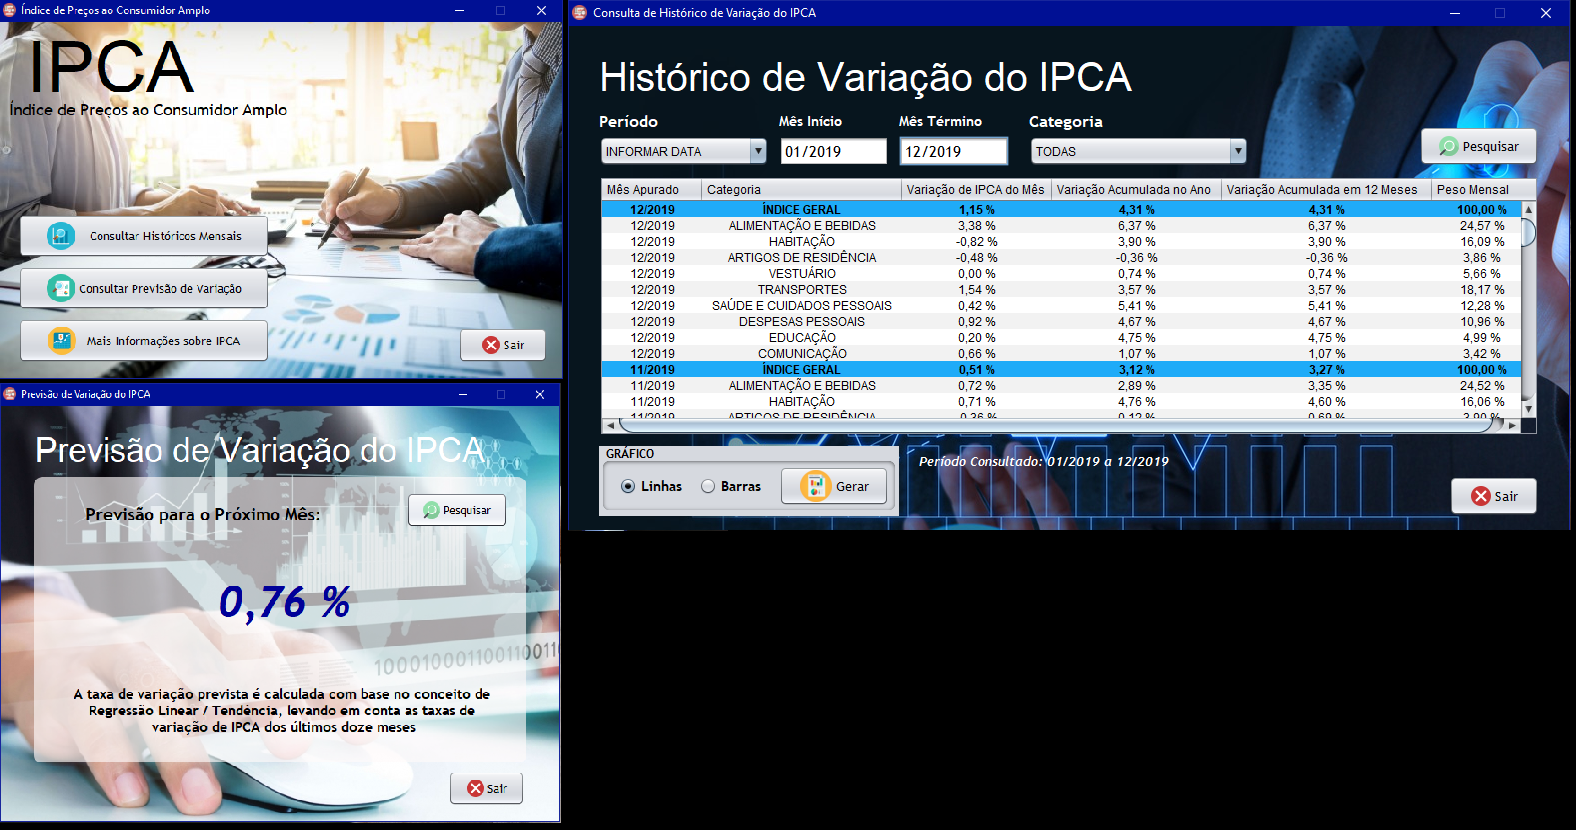 Índice de Preços ao Consumidor Amplo
IPCA
Índice de Preços ao Consumidor Amplo
Consultar Históricos Mensais
Consultar Previsão de Variação
Mais Informações sobre IPCA
Sair
Previsão de Variação do IPCA
Previsão de Variação do IPCA
Previsão para o Próximo Mês:
Pesquisar
0,76 %
A taxa de variação prevista é calculada com base no conceito de
Regressão Linear / Tendência, levando em conta as taxas de
variação de IPCA dos últimos doze meses
Sair
Consulta de Histórico de Variação do IPCA
Histórico de Variação do IPCA
Período Mês Início Mês Término Categoria
INFORMAR DATA 01/2019 12/2019 TODAS Pesquisar
Mês Apurado Categoria Variação de IPCA do Mês Variação Acumulada no Ano Variação Acumulada em 12 Meses Peso Mensal
12/2019 ÍNDICE GERAL 1,15 % 4,31 % 4,31 % 100,00 %
12/2019 ALIMENTAÇÃO E BEBIDAS 3,38 % 6,37 % 6,37 % 24,57 %
12/2019 HABITAÇÃO -0,82 % 3,90 % 3,90 % 16,09 %
12/2019 ARTIGOS DE RESIDÊNCIA -0,48 % -0,36 % -0,36 % 3,86 %
12/2019 VESTUÁRIO 0,00 % 0,74 % 0,74 % 5,66 %
12/2019 TRANSPORTES 1,54 % 3,57 % 3,57 % 18,17 %
12/2019 SAÚDE E CUIDADOS PESSOAIS 0,42 % 5,41 % 5,41 % 12,28 %
12/2019 DESPESAS PESSOAIS 0,92 % 4,67 % 4,67 % 10,96 %
12/2019 EDUCAÇÃO 0,20 % 4,75 % 4,75 % 4,99 %
12/2019 COMUNICAÇÃO 0,66 % 1,07 % 1,07 % 3,42 %
11/2019 ÍNDICE GERAL 0,51 % 3,12 % 3,27 % 100,00 %
11/2019 ALIMENTAÇÃO E BEBIDAS 0,72 % 2,89 % 3,35 % 24,52 %
11/2019 HABITAÇÃO 0,71 % 4,76 % 4,60 % 16,06 %
11/2019 ARTIGOS DE RESIDÊNCIA -0,36 % 0,12 % 0,69 % 3,90 %
GRÁFICO
Linhas Barras Gerar
Período Consultado: 01/2019 a 12/2019
Sair